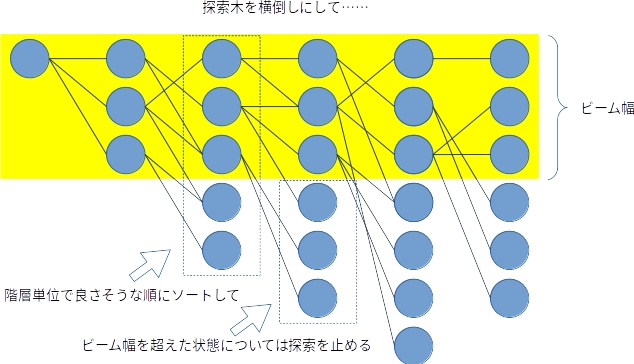 探索木を横倒しにして……
ビーム幅
階層単位で良さそうな順にソートして
ビーム幅を超えた状態については探索を止める